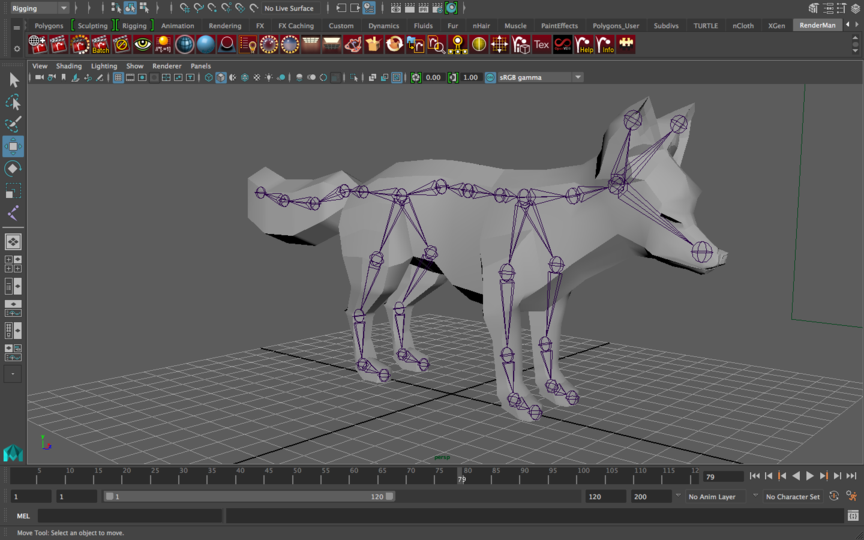 Rigging
No Live Surface
Polygons Sculpting Rigging Animation Rendering FX FX Caching Custom Dynamics Fluids Fur nHair Muscle PaintEffects Polygons_User Subdivs TURTLE nCloth XGen RenderMan
Batch Tex Help Info
View Shading Lighting Show Renderer Panels
0.00 1.00 sRGB gamma
persp
5 10 15 20 25 30 35 40 45 50 55 60 65 70 75 80 85 90 95 100 105 110 115 12
79 79
1 1 1 120 120 200 No Anim Layer No Character Set
MEL
Move Tool: Select an object to move.